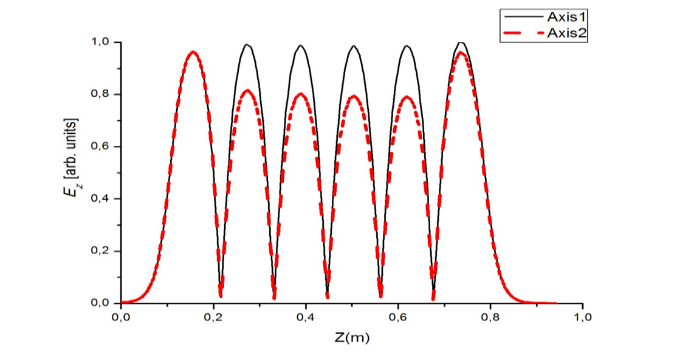 Axis1
Axis2
1,0
0,8
0,6
0,4
0,2
0,0
E_z [arb. units]
0,0 0,2 0,4 0,6 0,8 1,0
Z(m)